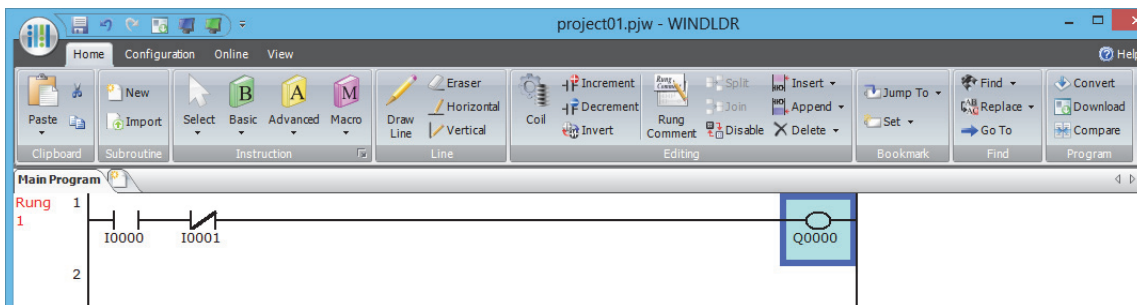 project01.pjw - WINDLDR
Home Configuration Online View Help
Paste
Clipboard
New
Import
Subroutine
Select Basic Advanced Macro
B A M
Instruction
Draw Line
Eraser
Horizontal
Vertical
Line
Coil
Increment
Decrement
Invert
Rung Comment
Split
Join
Disable
Insert
Append
Delete
Editing
Jump To
Set
Bookmark
Find
Replace
Go To
Find
Convert
Download
Compare
Program
Main Program
Rung 1
1
I0000 I0001 Q0000
2